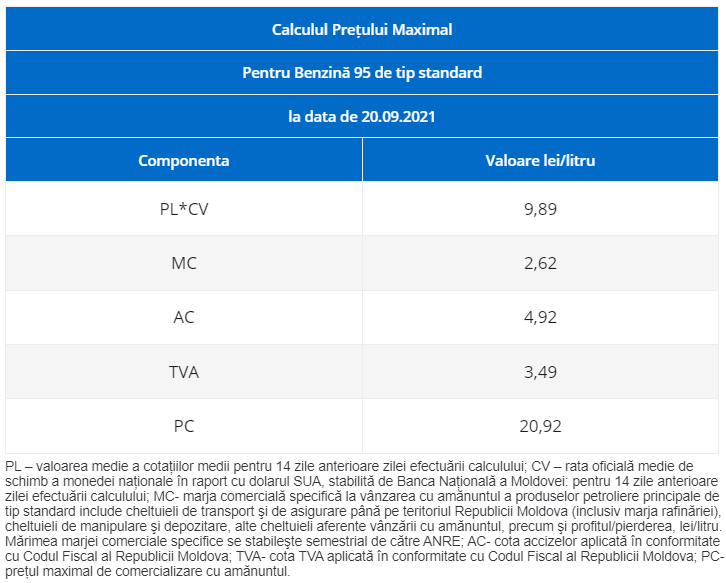 Calculul Prețului Maximal
Pentru Benzină 95 de tip standard
la data de 20.09.2021
Componenta Valoare lei/litru
PL*CV 9,89
MC 2,62
AC 4,92
TVA 3,49
PC 20,92
PL – valoarea medie a cotațiilor medii pentru 14 zile anterioare zilei efectuării calculului; CV – rata oficială medie de
schimb a monedei naționale în raport cu dolarul SUA, stabilită de Banca Națională a Moldovei: pentru 14 zile anterioare
zilei efectuării calculului; MC- marja comercială specifică la vânzarea cu amănuntul a produselor petroliere principale de
tip standard include cheltuieli de transport şi de asigurare până pe teritoriul Republicii Moldova (inclusiv marja rafinăriei),
cheltuieli de manipulare şi depozitare, alte cheltuieli aferente vânzării cu amănuntul, precum şi profitul/pierderea, lei/litru.
Mărimea marjei comerciale specifice se stabileşte semestrial de către ANRE; AC- cota accizelor aplicată în conformitate
cu Codul Fiscal al Republicii Moldova; TVA- cota TVA aplicată în conformitate cu Codul Fiscal al Republicii Moldova; PC-
prețul maximal de comercializare cu amănuntul.